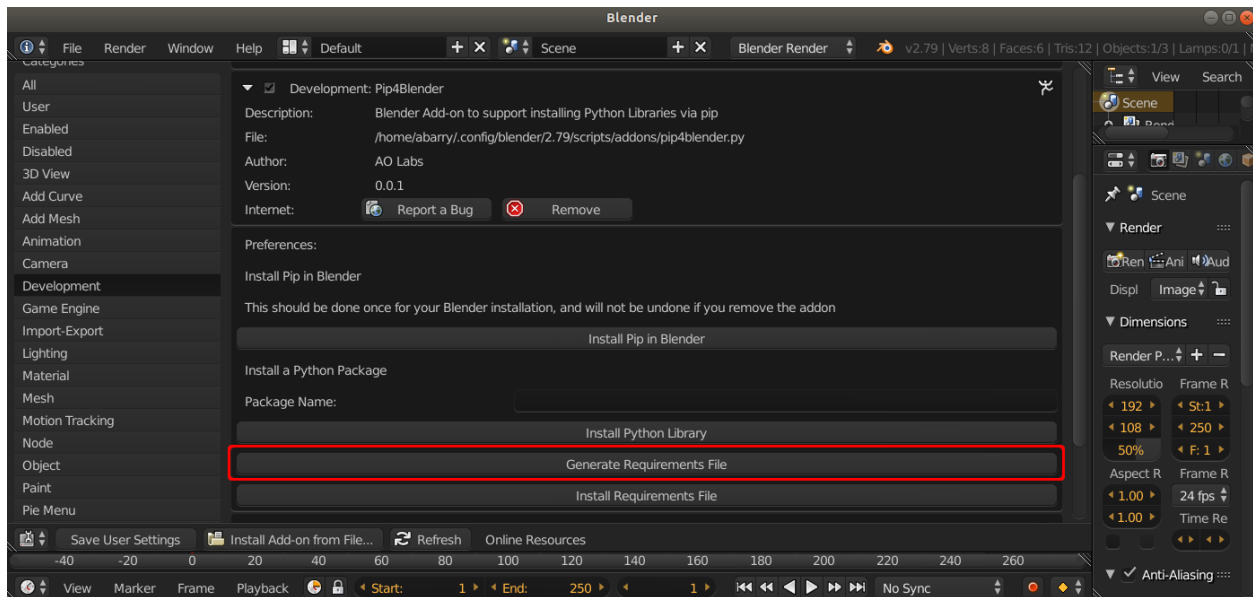 Blender
File Render Window Help Default Scene Blender Render v2.79 | Verts:8 | Faces:6 | Tris:12 | Objects:1/3 | Lamps:0/1 |
Categories
All
User
Enabled
Disabled
3D View
Add Curve
Add Mesh
Animation
Camera
Development
Game Engine
Import-Export
Lighting
Material
Mesh
Motion Tracking
Node
Object
Paint
Pie Menu
Development: Pip4Blender
Description: Blender Add-on to support installing Python Libraries via pip
File: /home/abarry/.config/blender/2.79/scripts/addons/pip4blender.py
Author: AO Labs
Version: 0.0.1
Internet: Report a Bug Remove
Preferences:
Install Pip in Blender
This should be done once for your Blender installation, and will not be undone if you remove the addon
Install Pip in Blender
Install a Python Package
Package Name:
Install Python Library
Generate Requirements File
Install Requirements File
Save User Settings Install Add-on from File... Refresh Online Resources
-40 -20 0 20 40 60 80 100 120 140 160 180 200 220 240 260
View Marker Frame Playback Start: 1 End: 250 1 No Sync
View Search
Scene
Scene
Render
Ren Ani Aud
Displ Image
Dimensions
Render P...
Resolutio Frame R
192 St:1
108 250
50% F: 1
Aspect R Frame R
1.00 24 fps
1.00 Time Re
Anti-Aliasing